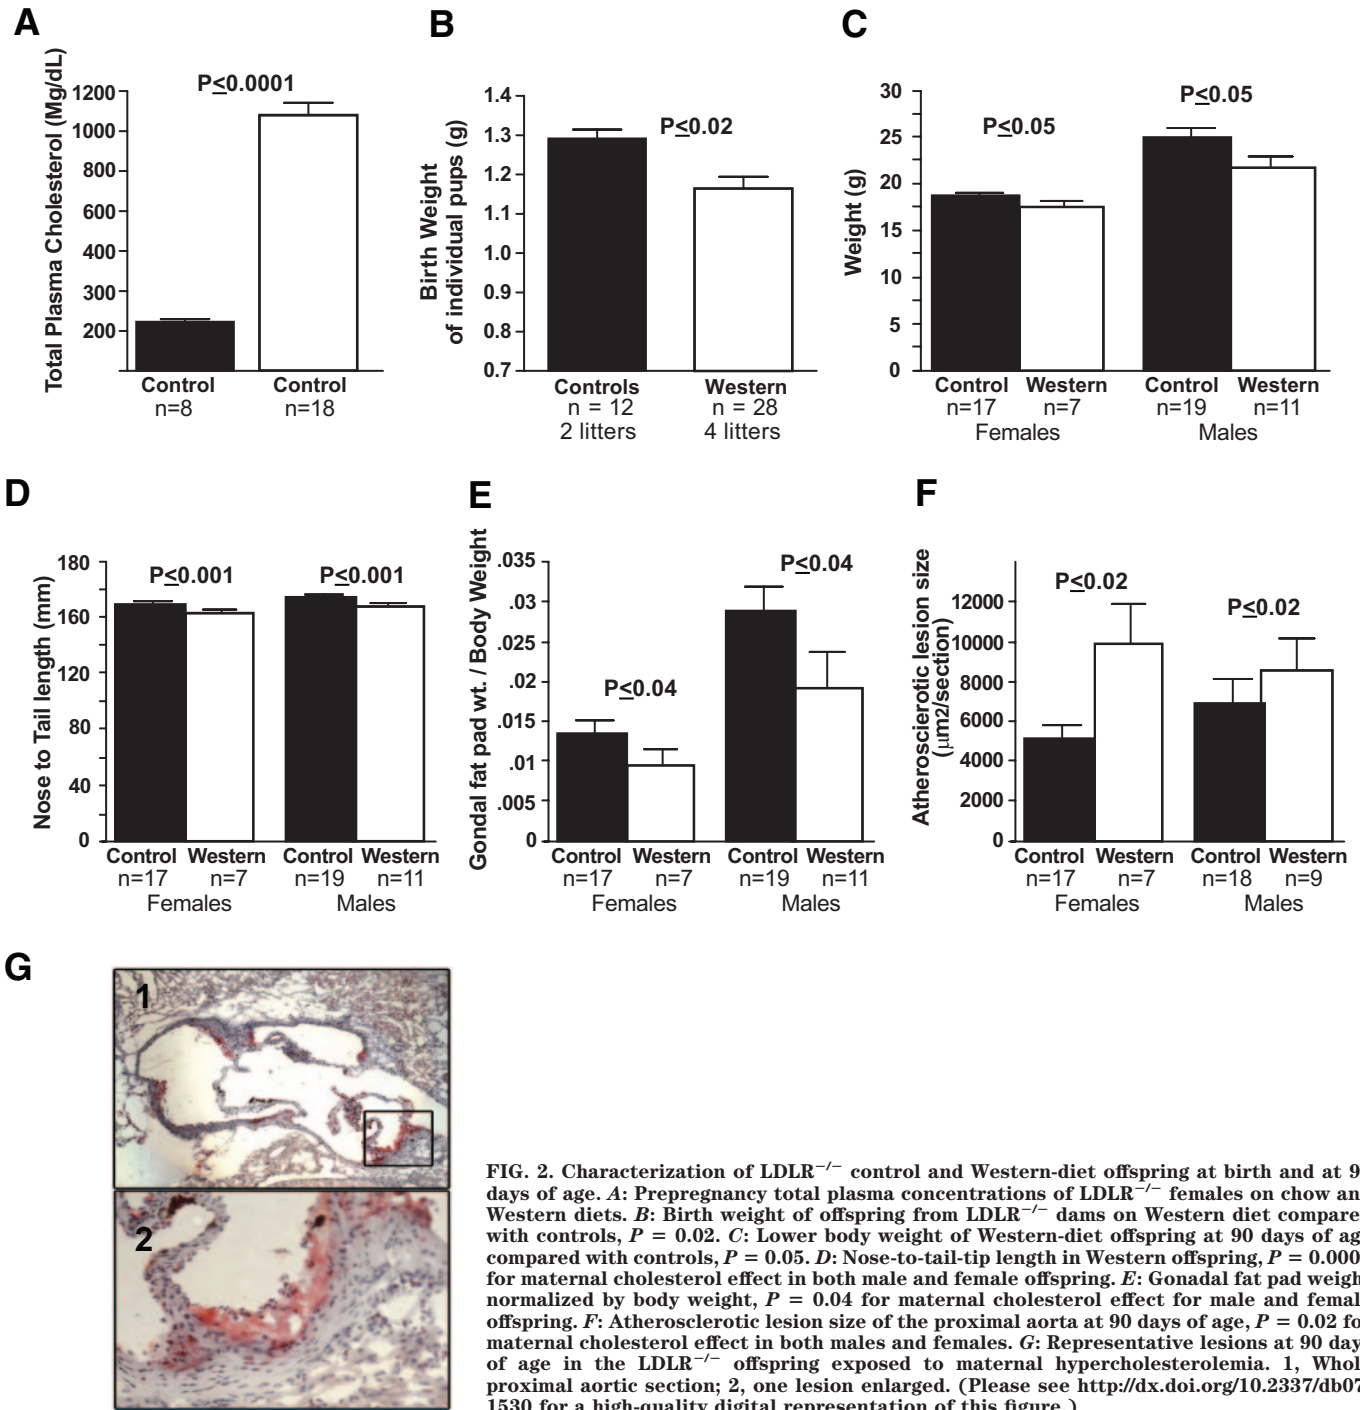 A
Total Plasma Cholesterol (Mg/dL)
1200
1000
800
600
400
300
200
P≤0.0001
Control
n=8
Control
n=18
B
Birth Weight
of individual pups (g)
1.4
1.3
1.2
1.1
1.0
0.9
0.8
0.7
P≤0.02
Controls
n = 12
2 litters
Western
n = 28
4 litters
C
Weight (g)
30
25
20
15
10
5
0
P≤0.05
P≤0.05
Control Western Control Western
n=17 n=7 n=19 n=11
Females Males
D
Nose to Tail length (mm)
180
160
120
80
40
0
P≤0.001
P≤0.001
Control Western Control Western
n=17 n=7 n=19 n=11
Females Males
E
Gondal fat pad wt. / Body Weight
.035
.03
.025
.02
.015
.01
.005
0
P≤0.04
P≤0.04
Control Western Control Western
n=17 n=7 n=19 n=11
Females Males
F
Atheroscierotic lesion size
(µm2/section)
12000
10000
8000
6000
4000
2000
0
P≤0.02
P≤0.02
Control Western Control Western
n=17 n=7 n=18 n=9
Females Males
G
1
2
FIG. 2. Characterization of LDLR−/− control and Western-diet offspring at birth and at 9
days of age. A: Prepregnancy total plasma concentrations of LDLR−/− females on chow an
Western diets. B: Birth weight of offspring from LDLR−/− dams on Western diet compare
with controls, P = 0.02. C: Lower body weight of Western-diet offspring at 90 days of ag
compared with controls, P = 0.05. D: Nose-to-tail-tip length in Western offspring, P = 0.000
for maternal cholesterol effect in both male and female offspring. E: Gonadal fat pad weigh
normalized by body weight, P = 0.04 for maternal cholesterol effect for male and femal
offspring. F: Atherosclerotic lesion size of the proximal aorta at 90 days of age, P = 0.02 fo
maternal cholesterol effect in both males and females. G: Representative lesions at 90 day
of age in the LDLR−/− offspring exposed to maternal hypercholesterolemia. 1, Whol
proximal aortic section; 2, one lesion enlarged. (Please see http://dx.doi.org/10.2337/db07
1530 for a high-quality digital representation of this figure.)